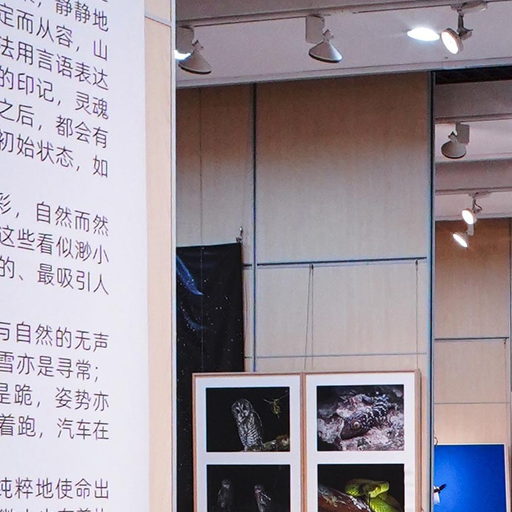 ，静静地
定而从容，山
法用言语表达
的印记，灵魂
之后，都会有
初始状态，如
彩，自然而然
这些看似渺小
的、最吸引人
与自然的无声
雪亦是寻常；
是跪，姿势亦
着跑，汽车在
纯粹地使命出